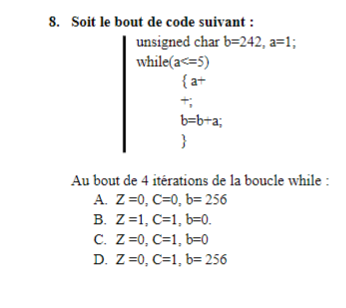 8. Soit le bout de code suivant :
unsigned char b=242, a=1;
while(a<=5)
{ a+
+;
b=b+a;
}
Au bout de 4 itérations de la boucle while :
A. Z =0, C=0, b= 256
B. Z =1, C=1, b=0.
C. Z =0, C=1, b=0
D. Z =0, C=1, b= 256